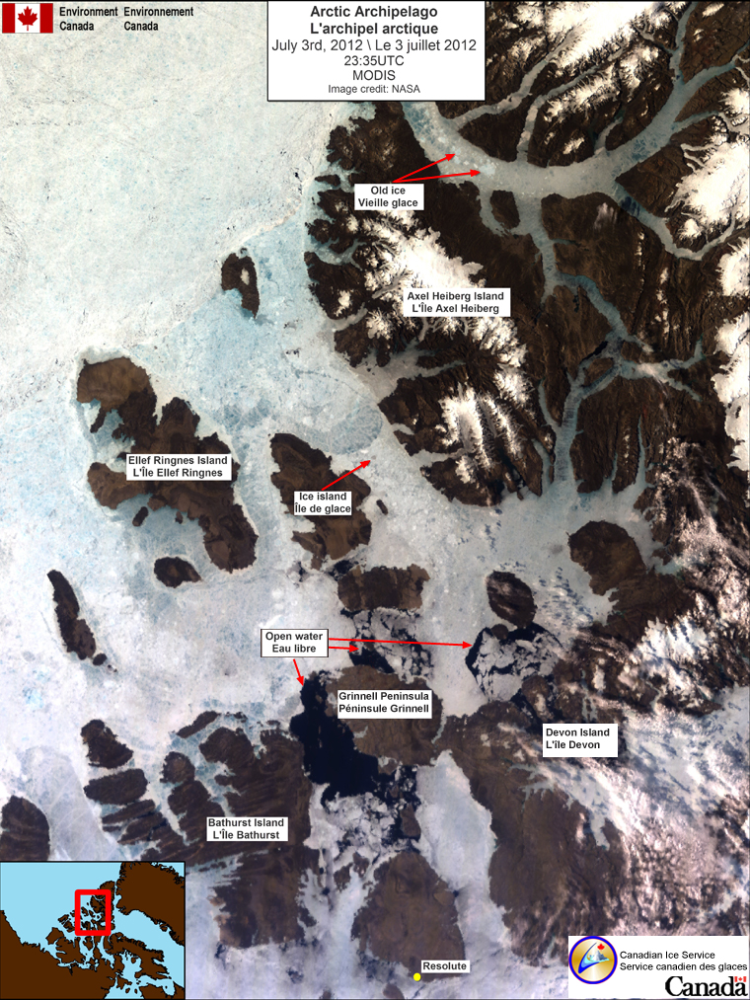 Environment Environnement
Canada Canada
Arctic Archipelago
L'archipel arctique
July 3rd, 2012 \ Le 3 juillet 2012
23:35UTC
MODIS
Image credit: NASA
Old ice
Vieille glace
Axel Heiberg Island
L'Île Axel Heiberg
Ellef Ringnes Island
L'Île Ellef Ringnes
Ice island
Île de glace
Open water
Eau libre
Grinnell Peninsula
Péninsule Grinnell
Devon Island
L'île Devon
Bathurst Island
L'Île Bathurst
Resolute
Canadian Ice Service
Service canadien des glaces
Canada